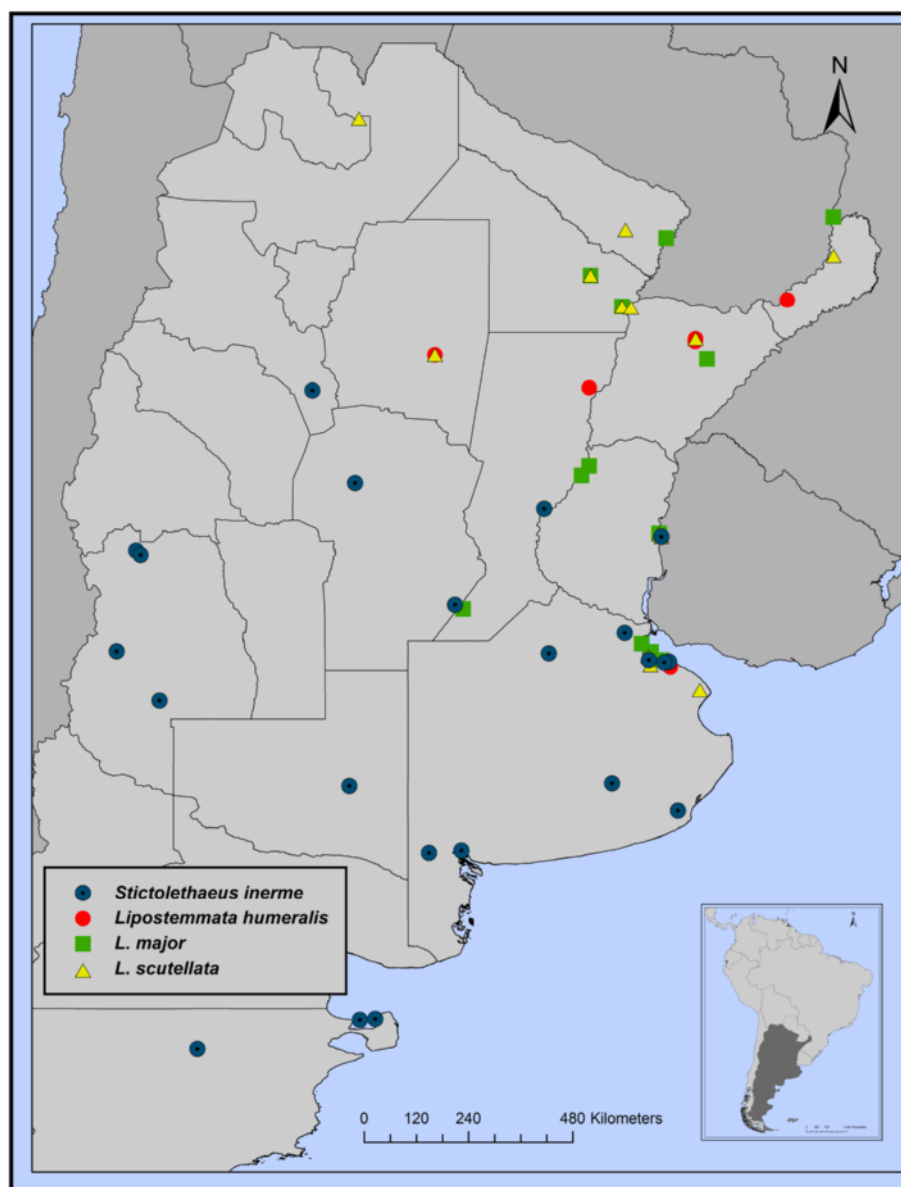 N
Stictolethaeus inerme
Lipostemmata humeralis
L. major
L. scutellata
0 120 240 480 Kilometers
N